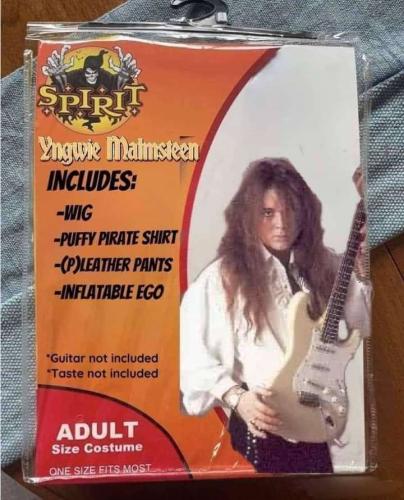 SPIRIT
Yngwie Malmsteen
INCLUDES:
-WIG
-PUFFY PIRATE SHIRT
-(P)LEATHER PANTS
-INFLATABLE EGO
*Guitar not included
*Taste not included
ADULT
Size Costume
ONE SIZE FITS MOST